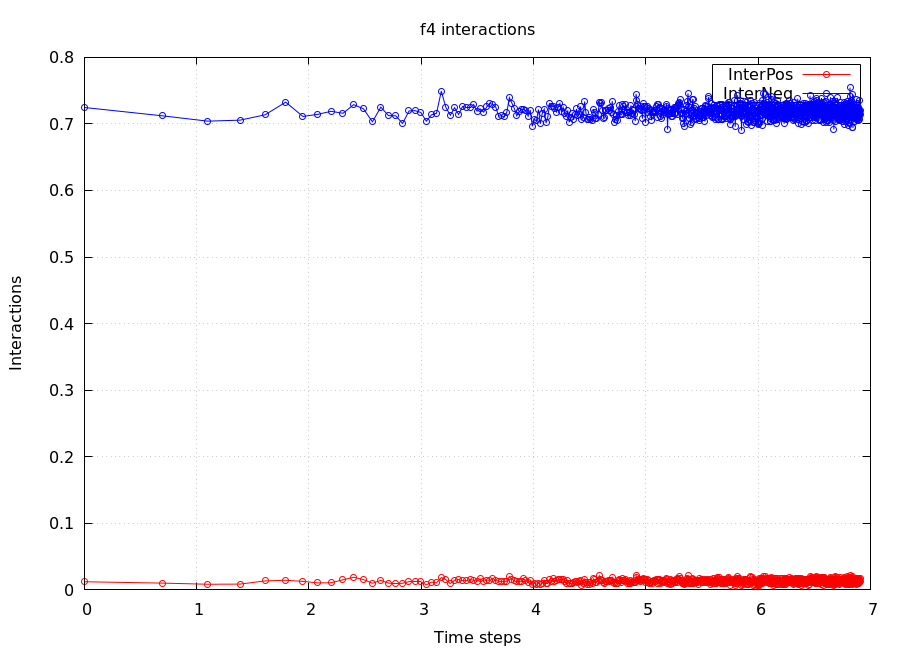 f4 interactions
0.8
InterPos
InterNeg
0.7
0.6
0.5
0.4
0.3
0.2
0.1
0
Interactions
0 1 2 3 4 5 6 7
Time steps